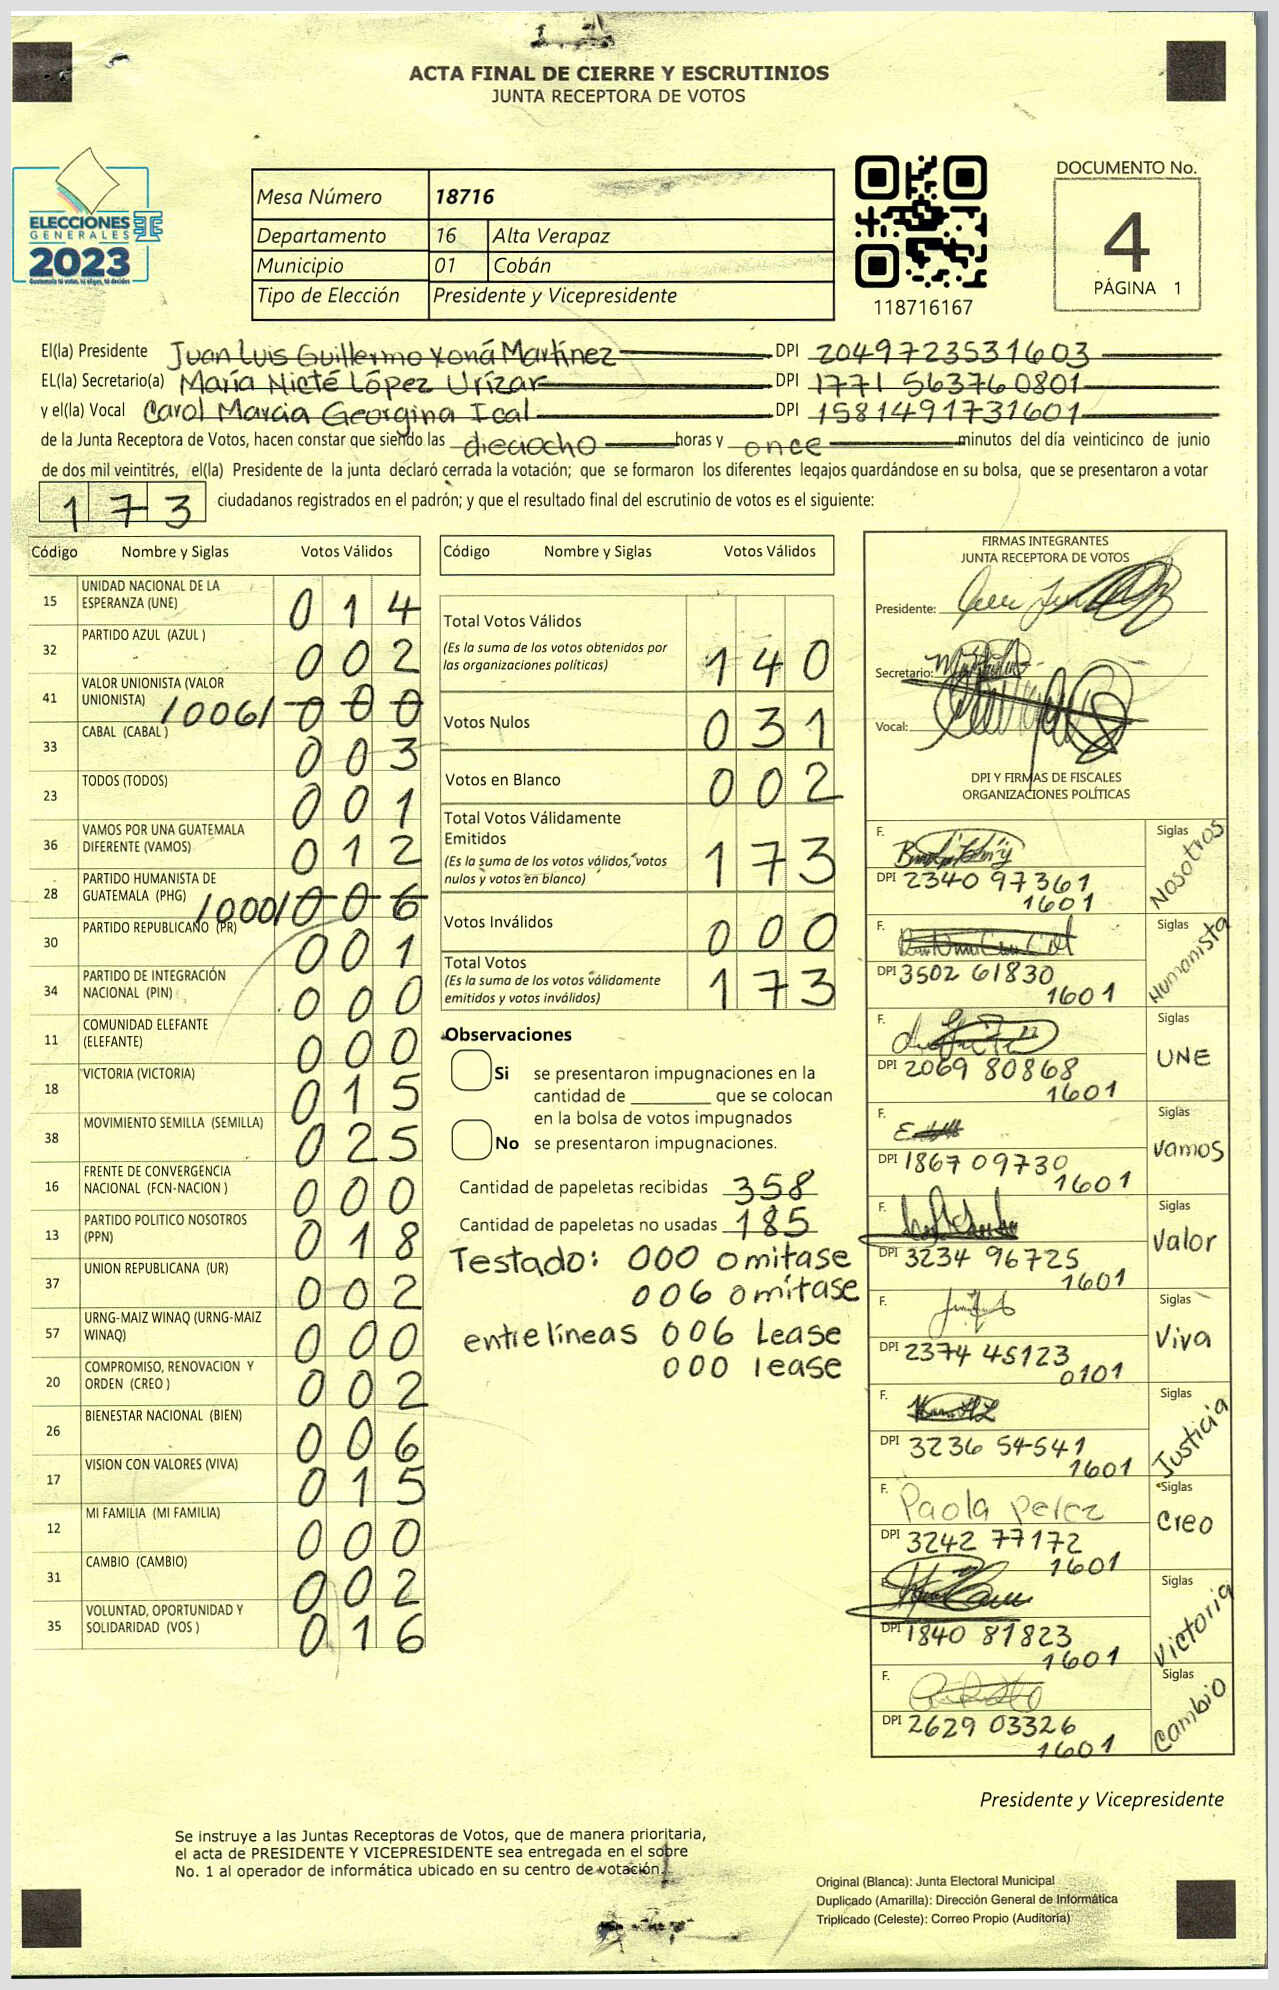 ACTA FINAL DE CIERRE Y ESCRUTINIOS
JUNTA RECEPTORA DE VOTOS
ELECCIONES
GENERALES
2023
Mesa Número 18716
Departamento 16 Alta Verapaz
Municipio 01 Cobán
Tipo de Elección Presidente y Vicepresidente
118716167
DOCUMENTO No.
4
PÁGINA 1
El(la) Presidente Juan Luis Guillermo Xoná Martínez DPI 2049723531603
EL(la) Secretario(a) María Nicté López Urízar DPI 1771 563760801
y el(la) Vocal Carol Marcia Georgina Ical DPI 1581491731601
de la Junta Receptora de Votos, hacen constar que siendo las dieciocho horas y once minutos del día veinticinco de junio
de dos mil veintitrés, el(la) Presidente de la junta declaró cerrada la votación; que se formaron los diferentes legajos quardándose en su bolsa, que se presentaron a votar
173 ciudadanos registrados en el padrón; y que el resultado final del escrutinio de votos es el siguiente:
Código Nombre y Siglas Votos Válidos
15 UNIDAD NACIONAL DE LA ESPERANZA (UNE) 014
32 PARTIDO AZUL (AZUL ) 002
41 VALOR UNIONISTA (VALOR UNIONISTA) /006/ 000
33 CABAL (CABAL ) 003
23 TODOS (TODOS) 001
36 VAMOS POR UNA GUATEMALA DIFERENTE (VAMOS) 012
28 PARTIDO HUMANISTA DE GUATEMALA (PHG) /000/ 006
30 PARTIDO REPUBLICANO (PR) 001
34 PARTIDO DE INTEGRACIÓN NACIONAL (PIN) 000
11 COMUNIDAD ELEFANTE (ELEFANTE) 000
18 VICTORIA (VICTORIA) 015
38 MOVIMIENTO SEMILLA (SEMILLA) 025
16 FRENTE DE CONVERGENCIA NACIONAL (FCN-NACION ) 000
13 PARTIDO POLITICO NOSOTROS (PPN) 018
37 UNION REPUBLICANA (UR) 002
57 URNG-MAIZ WINAQ (URNG-MAIZ WINAQ) 000
20 COMPROMISO, RENOVACION Y ORDEN (CREO ) 002
26 BIENESTAR NACIONAL (BIEN) 006
17 VISION CON VALORES (VIVA) 015
12 MI FAMILIA (MI FAMILIA) 000
31 CAMBIO (CAMBIO) 002
35 VOLUNTAD, OPORTUNIDAD Y SOLIDARIDAD (VOS ) 016
Código Nombre y Siglas Votos Válidos
Total Votos Válidos
(Es la suma de los votos obtenidos por
las organizaciones políticas) 140
Votos Nulos 031
Votos en Blanco 002
Total Votos Válidamente
Emitidos
(Es la suma de los votos válidos, votos
nulos y votos en blanco) 173
Votos Inválidos 000
Total Votos
(Es la suma de los votos válidamente
emitidos y votos inválidos) 173
Observaciones
Si se presentaron impugnaciones en la
cantidad de ________ que se colocan
en la bolsa de votos impugnados
No se presentaron impugnaciones.
Cantidad de papeletas recibidas 358
Cantidad de papeletas no usadas 185
Testado: 000 omitase
006 omitase
entrelíneas 006 Lease
000 lease
FIRMAS INTEGRANTES
JUNTA RECEPTORA DE VOTOS
Presidente:
Secretario:
Vocal:
DPI Y FIRMAS DE FISCALES
ORGANIZACIONES POLÍTICAS
F. Siglas Nosotros
DPI 2340 97361
1601
F. Siglas Humanista
DPI 3502 61830
1601
F. Siglas UNE
DPI 2069 80868
1601
F. Siglas vamos
DPI 1867 09730
1601
F. Siglas Valor
DPI 3234 96725
1601
F. Siglas Viva
DPI 2374 45123
0101
F. Siglas Justicia
DPI 3236 54541
1601
F. Paola perez Siglas Creo
DPI 3242 77172
1601
Siglas Victoria
DPI 1840 81823
1601
F. Siglas Cambio
DPI 2629 03326
1601
Presidente y Vicepresidente
Se instruye a las Juntas Receptoras de Votos, que de manera prioritaria,
el acta de PRESIDENTE Y VICEPRESIDENTE sea entregada en el sobre
No. 1 al operador de informática ubicado en su centro de votación.
Original (Blanca): Junta Electoral Municipal
Duplicado (Amarilla): Dirección General de Informática
Triplicado (Celeste): Correo Propio (Auditoría)